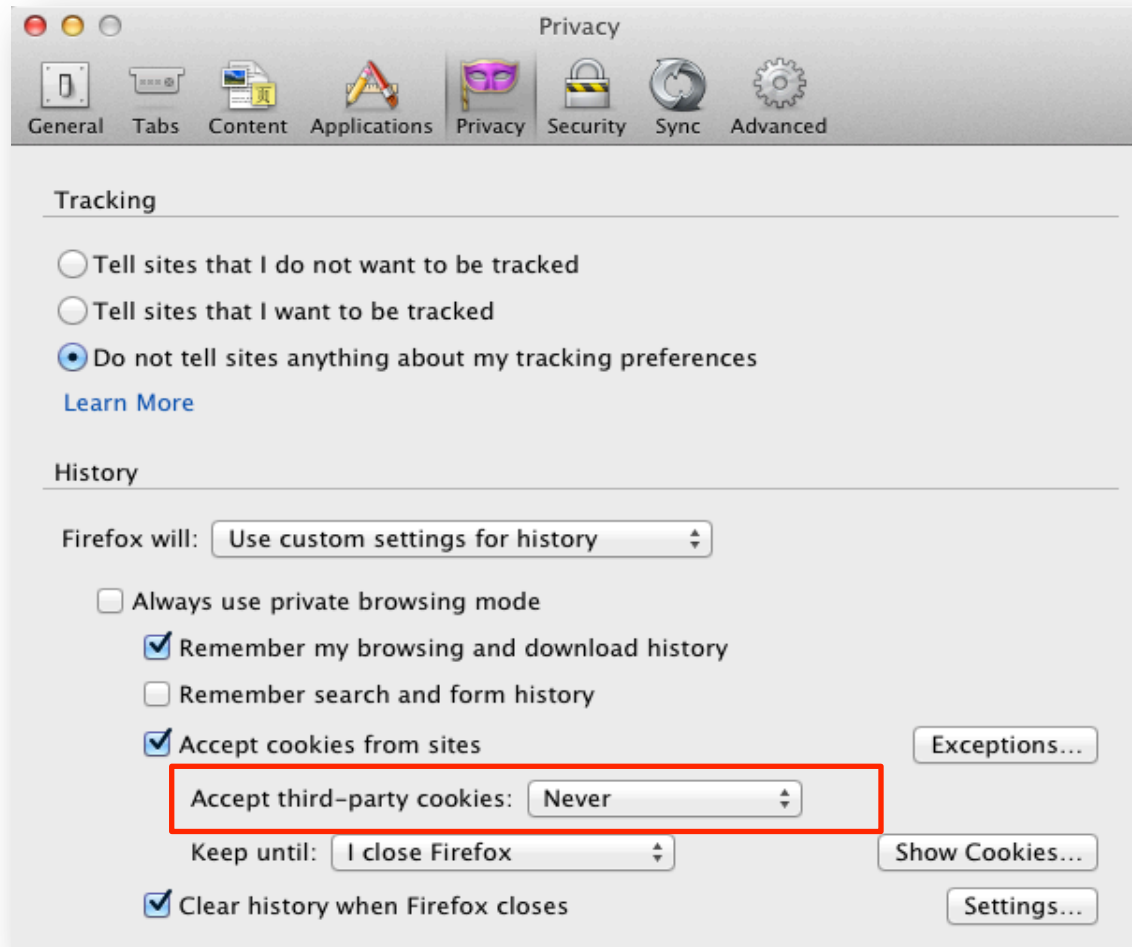 Privacy
General Tabs Content Applications Privacy Security Sync Advanced
Tracking
Tell sites that I do not want to be tracked
Tell sites that I want to be tracked
Do not tell sites anything about my tracking preferences
Learn More
History
Firefox will: Use custom settings for history
Always use private browsing mode
Remember my browsing and download history
Remember search and form history
Accept cookies from sites Exceptions...
Accept third-party cookies: Never
Keep until: I close Firefox Show Cookies...
Clear history when Firefox closes Settings...